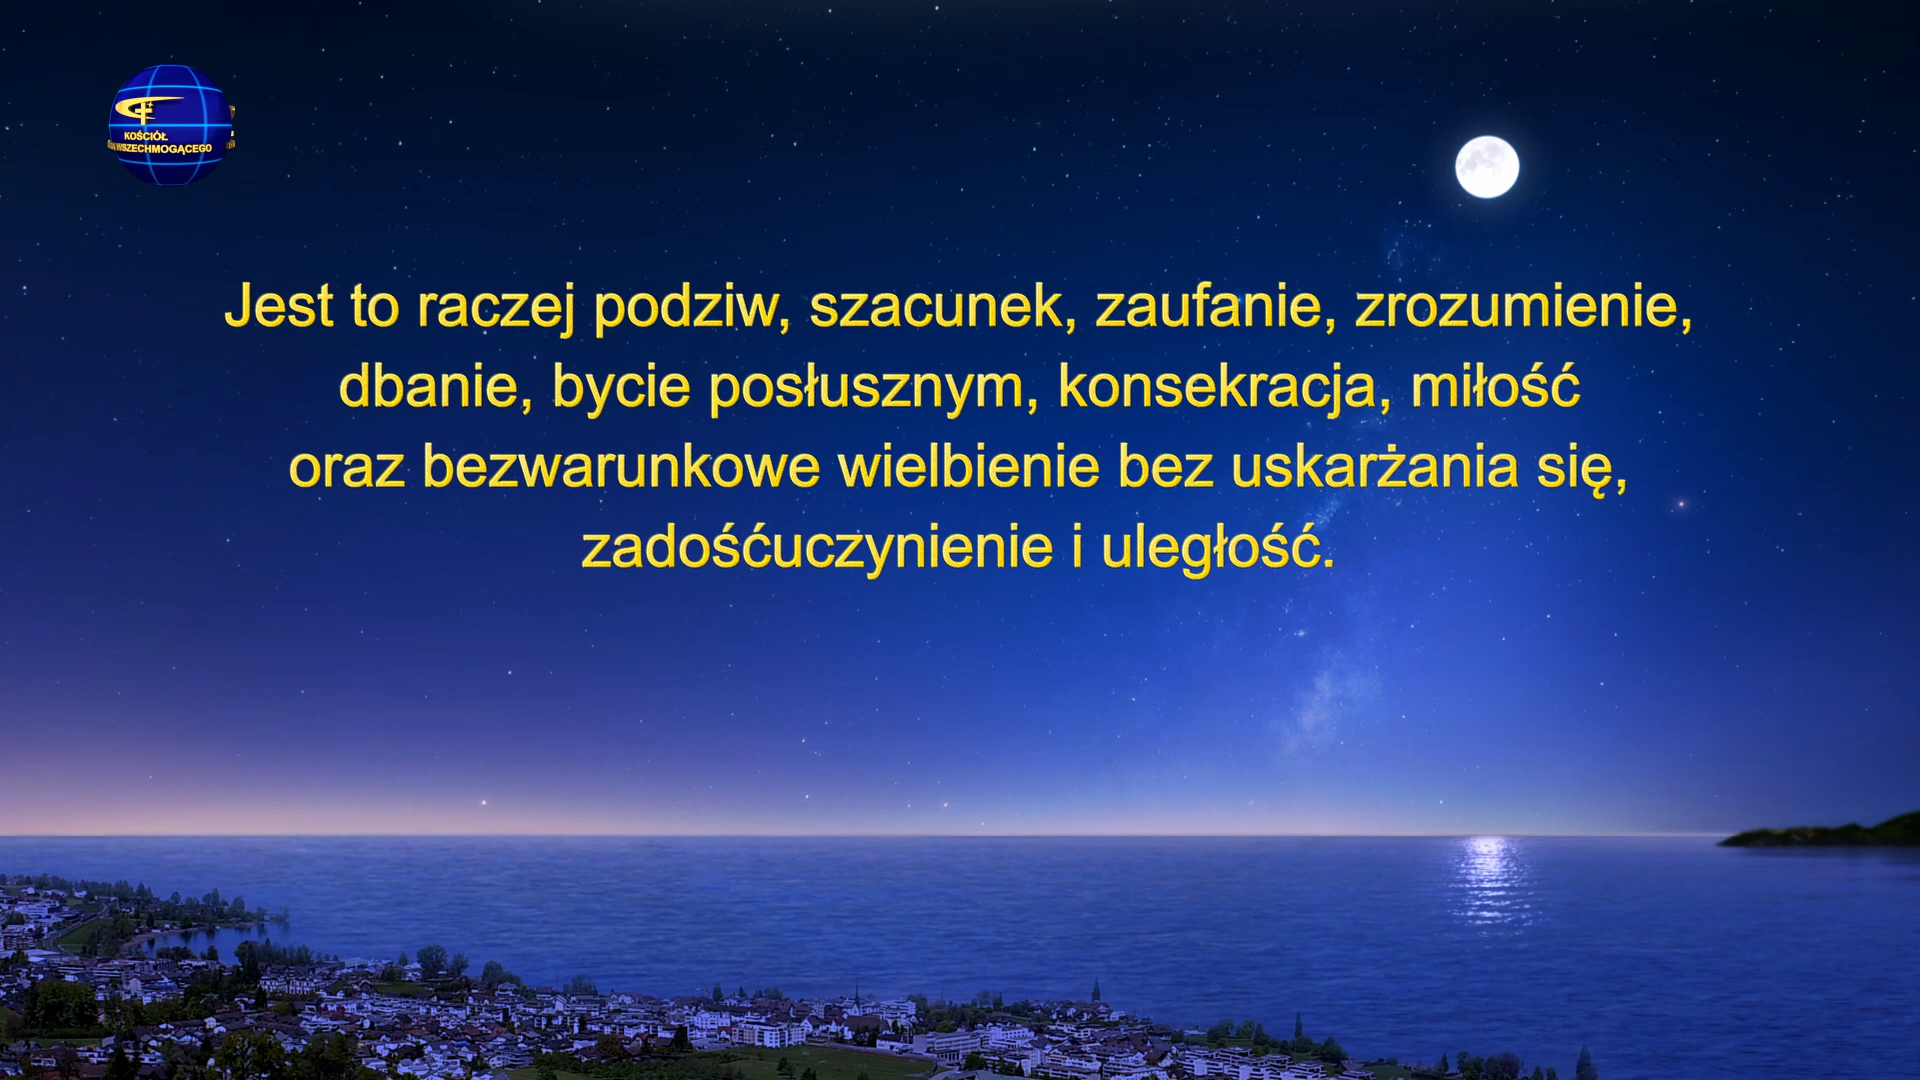 KOŚCIÓŁ
WSZECHMOGĄCEGO
Jest to raczej podziw, szacunek, zaufanie, zrozumienie,
dbanie, bycie posłusznym, konsekracja, miłość
oraz bezwarunkowe wielbienie bez uskarżania się,
zadośćuczynienie i uległość.